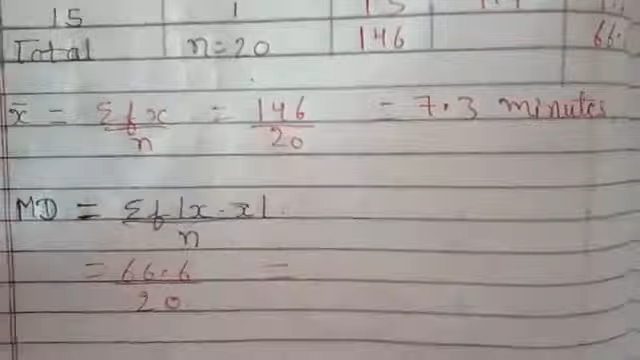 15 1
Total n=20 146 66.
x̄ = Σfx/n = 146/20 = 7.3 minutes
MD = Σf|x - x̄|/n
= 66.6/20 =